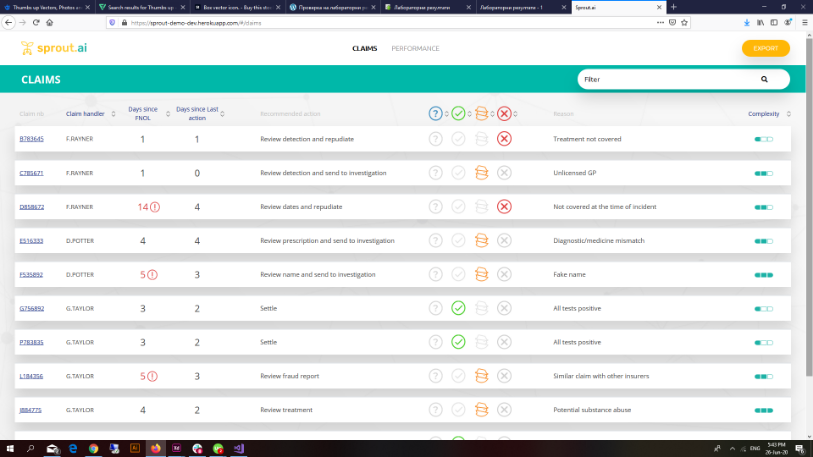 Thumbs up Vectors, Photos an
Search results for Thumbs up
Box vector icons. - Buy this stoc
Проверка на лабораторни ре
Лабораторни резултати
Лабораторни резултати - 1
Sprout.ai
https://sprout-demo-dev.herokuapp.com/#/claims
sprout.ai
CLAIMS
PERFORMANCE
EXPORT
CLAIMS
Filter
Claim no.
Claim handler
Days since FNOL
Days since Last action
Recommended action
Reason
Complexity
B783645 F.RAYNER 1 1 Review detection and repudiate Treatment not covered
C785671 F.RAYNER 1 0 Review detection and send to investigation Unlicensed GP
D858672 F.RAYNER 14 4 Review dates and repudiate Not covered at the time of incident
E516333 D.POTTER 4 4 Review prescription and send to investigation Diagnostic/medicine mismatch
F535892 D.POTTER 5 3 Review name and send to investigation Fake name
G756892 G.TAYLOR 3 2 Settle All tests positive
P783835 G.TAYLOR 3 2 Settle All tests positive
L184356 G.TAYLOR 5 3 Review fraud report Similar claim with other insurers
J884775 G.TAYLOR 4 2 Review treatment Potential substance abuse
ENG
5:43 PM
26-Jun-20